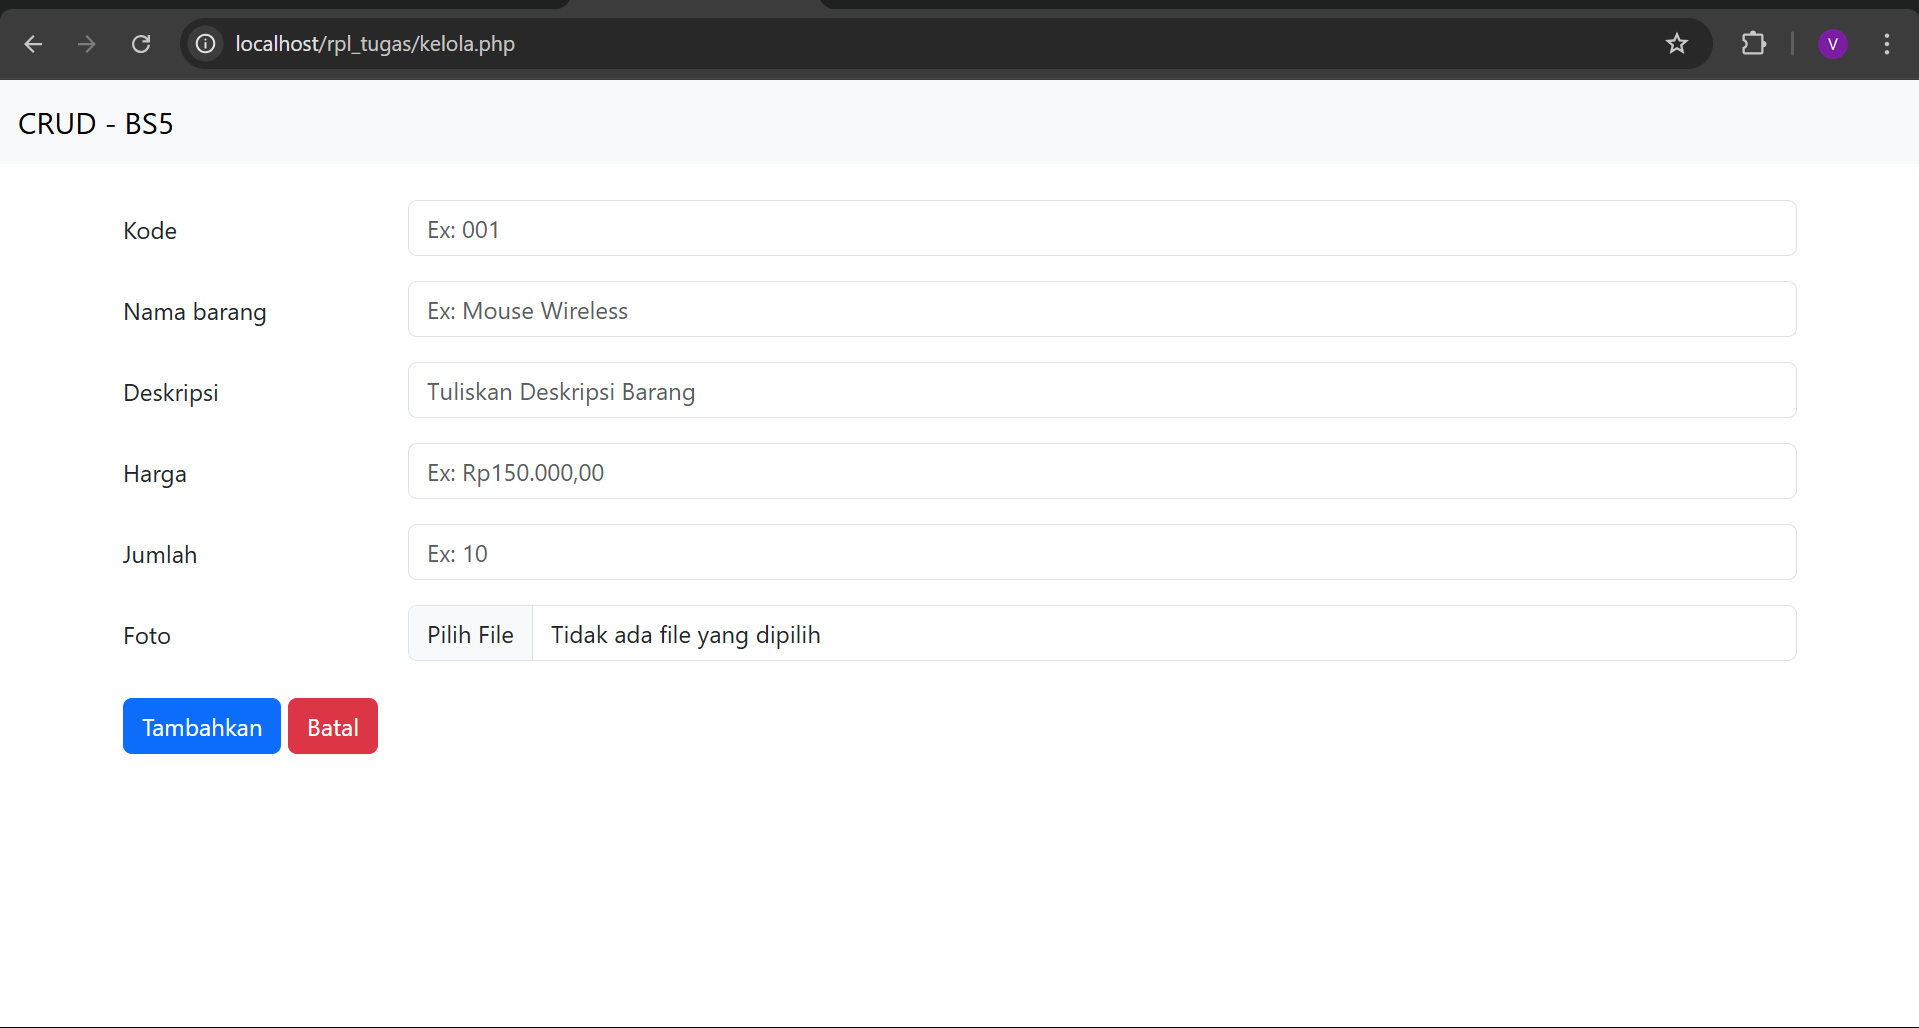 localhost/rpl_tugas/kelola.php
V
CRUD - BS5
Kode
Ex: 001
Nama barang
Ex: Mouse Wireless
Deskripsi
Tuliskan Deskripsi Barang
Harga
Ex: Rp150.000,00
Jumlah
Ex: 10
Foto
Pilih File Tidak ada file yang dipilih
Tambahkan Batal